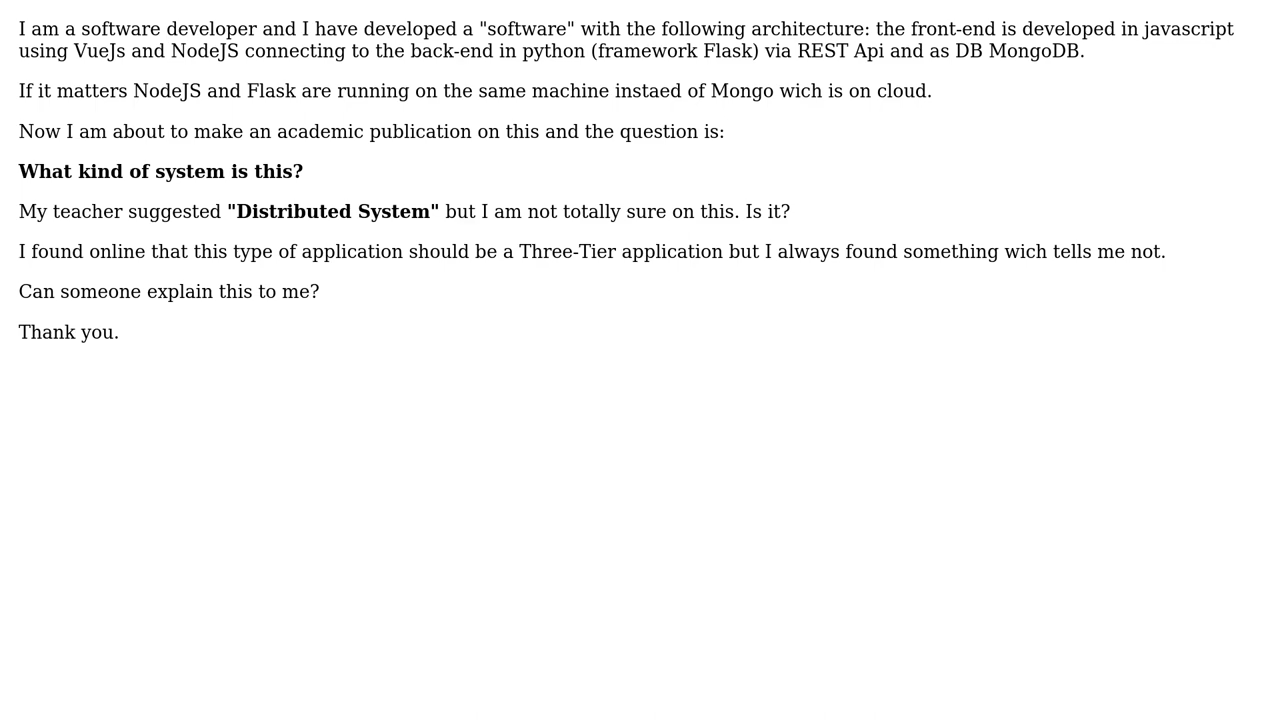 I am a software developer and I have developed a "software" with the following architecture: the front-end is developed in javascript
using VueJs and NodeJS connecting to the back-end in python (framework Flask) via REST Api and as DB MongoDB.
If it matters NodeJS and Flask are running on the same machine instaed of Mongo wich is on cloud.
Now I am about to make an academic publication on this and the question is:
What kind of system is this?
My teacher suggested "Distributed System" but I am not totally sure on this. Is it?
I found online that this type of application should be a Three-Tier application but I always found something wich tells me not.
Can someone explain this to me?
Thank you.